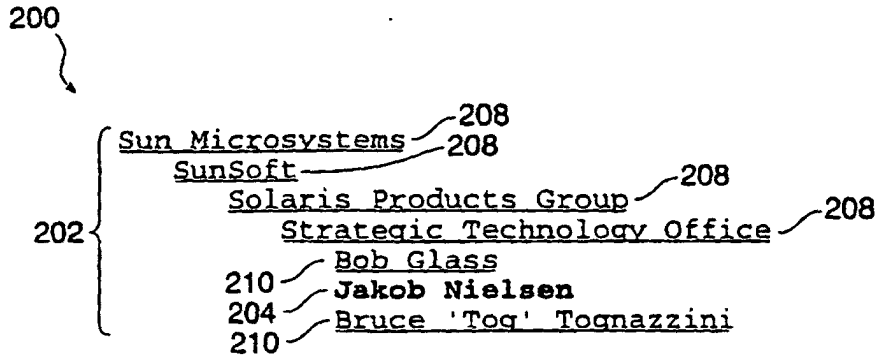 200
Sun Microsystems 208
SunSoft 208
Solaris Products Group 208
202 Strategic Technology Office 208
210 Bob Glass
204 Jakob Nielsen
210 Bruce 'Tog' Tognazzini